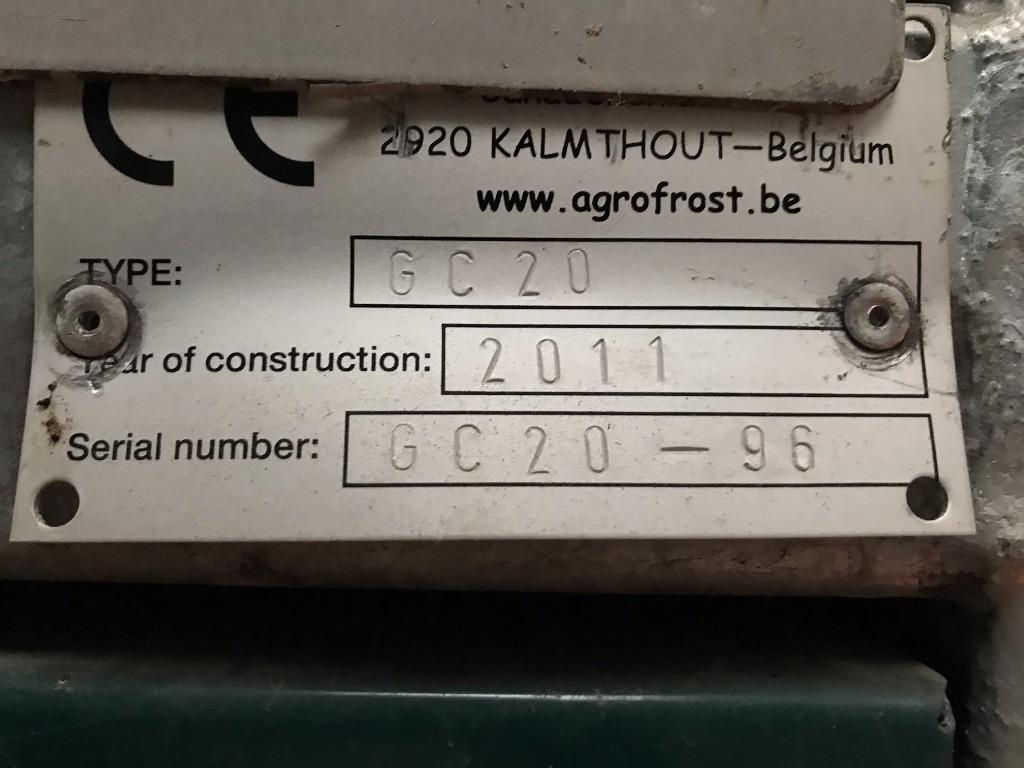 CE
2920 KALMTHOUT—Belgium
www.agrofrost.be
TYPE: GC20
Year of construction: 2011
Serial number: GC20-96